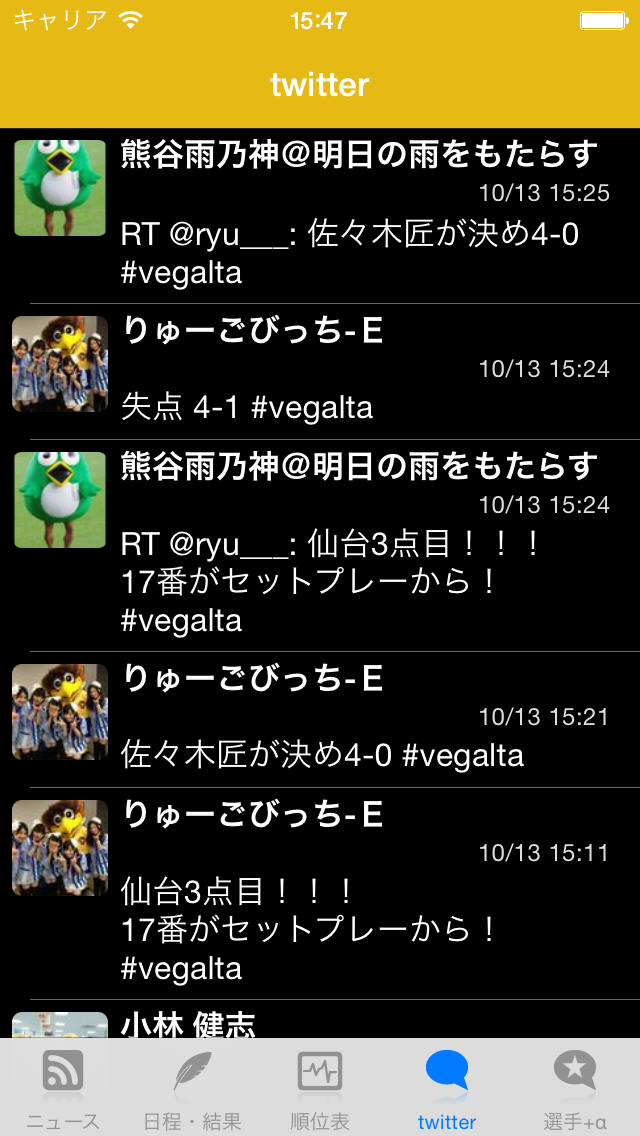 キャリア 15:47
twitter
熊谷雨乃神@明日の雨をもたらす
10/13 15:25
RT @ryu___: 佐々木匠が決め4-0
#vegalta
りゅーごびっち-E
10/13 15:24
失点 4-1 #vegalta
熊谷雨乃神@明日の雨をもたらす
10/13 15:24
RT @ryu___: 仙台3点目！！！
17番がセットプレーから！
#vegalta
りゅーごびっち-E
10/13 15:21
佐々木匠が決め4-0 #vegalta
りゅーごびっち-E
10/13 15:11
仙台3点目！！！
17番がセットプレーから！
#vegalta
小林 健志
ニュース 日程・結果 順位表 twitter 選手+α